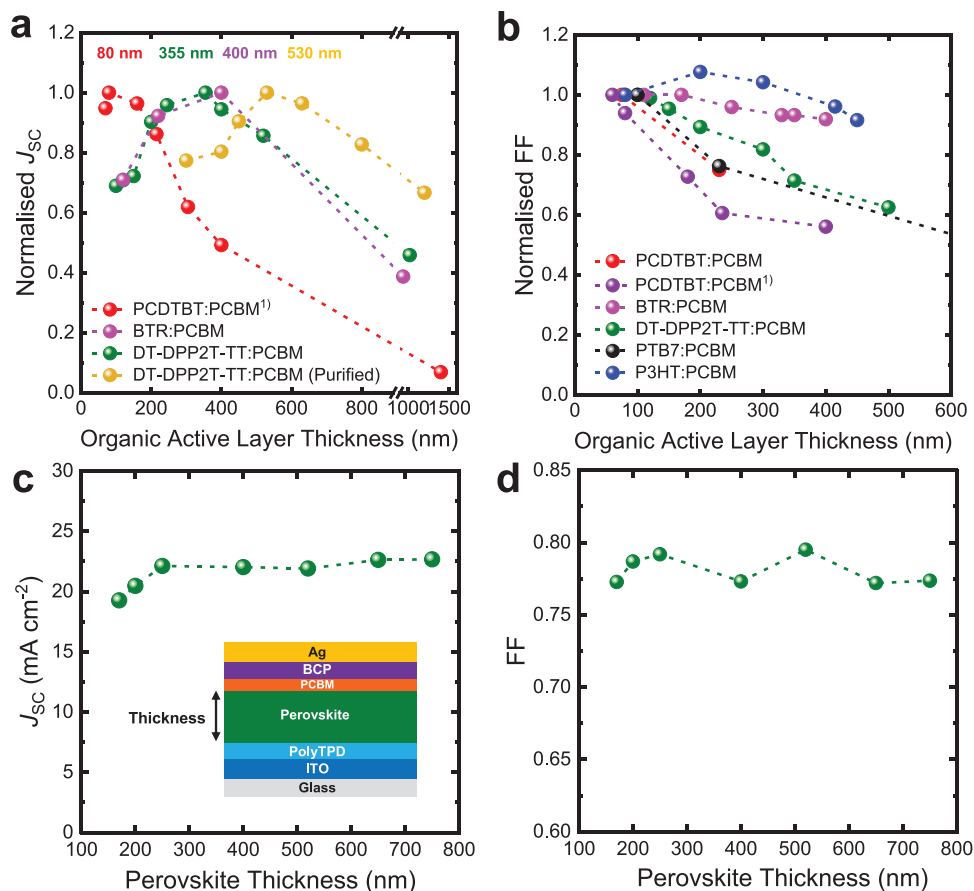 a
80 nm 355 nm 400 nm 530 nm
Normalised JSC
1.2
1.0
0.8
0.6
0.4
0.2
0.0
PCDTBT:PCBM1)
BTR:PCBM
DT-DPP2T-TT:PCBM
DT-DPP2T-TT:PCBM (Purified)
0 200 400 600 800 1000 1500
Organic Active Layer Thickness (nm)
b
Normalised FF
1.2
1.0
0.8
0.6
0.4
0.2
0.0
PCDTBT:PCBM
PCDTBT:PCBM1)
BTR:PCBM
DT-DPP2T-TT:PCBM
PTB7:PCBM
P3HT:PCBM
0 100 200 300 400 500 600
Organic Active Layer Thickness (nm)
c
JSC (mA cm-2)
30
25
20
15
10
5
0
Ag
BCP
PCBM
Thickness
Perovskite
PolyTPD
ITO
Glass
100 200 300 400 500 600 700 800
Perovskite Thickness (nm)
d
FF
0.85
0.80
0.75
0.70
0.65
0.60
100 200 300 400 500 600 700 800
Perovskite Thickness (nm)